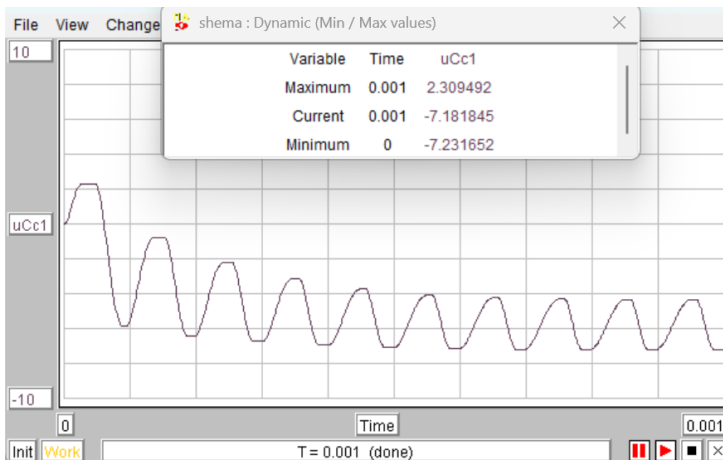 File View Change
shema : Dynamic (Min / Max values)
10
Variable Time uCc1
Maximum 0.001 2.309492
Current 0.001 -7.181845
Minimum 0 -7.231652
uCc1
-10
0 Time 0.001
Init Work T = 0.001 (done)